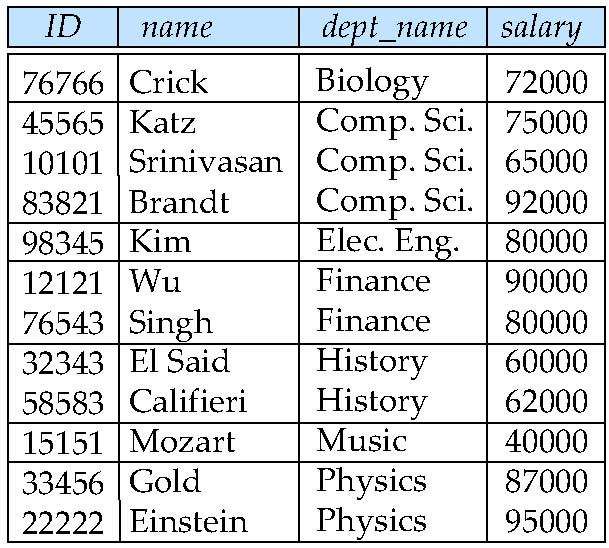 ID name dept_name salary
76766 Crick Biology 72000
45565 Katz Comp. Sci. 75000
10101 Srinivasan Comp. Sci. 65000
83821 Brandt Comp. Sci. 92000
98345 Kim Elec. Eng. 80000
12121 Wu Finance 90000
76543 Singh Finance 80000
32343 El Said History 60000
58583 Califieri History 62000
15151 Mozart Music 40000
33456 Gold Physics 87000
22222 Einstein Physics 95000